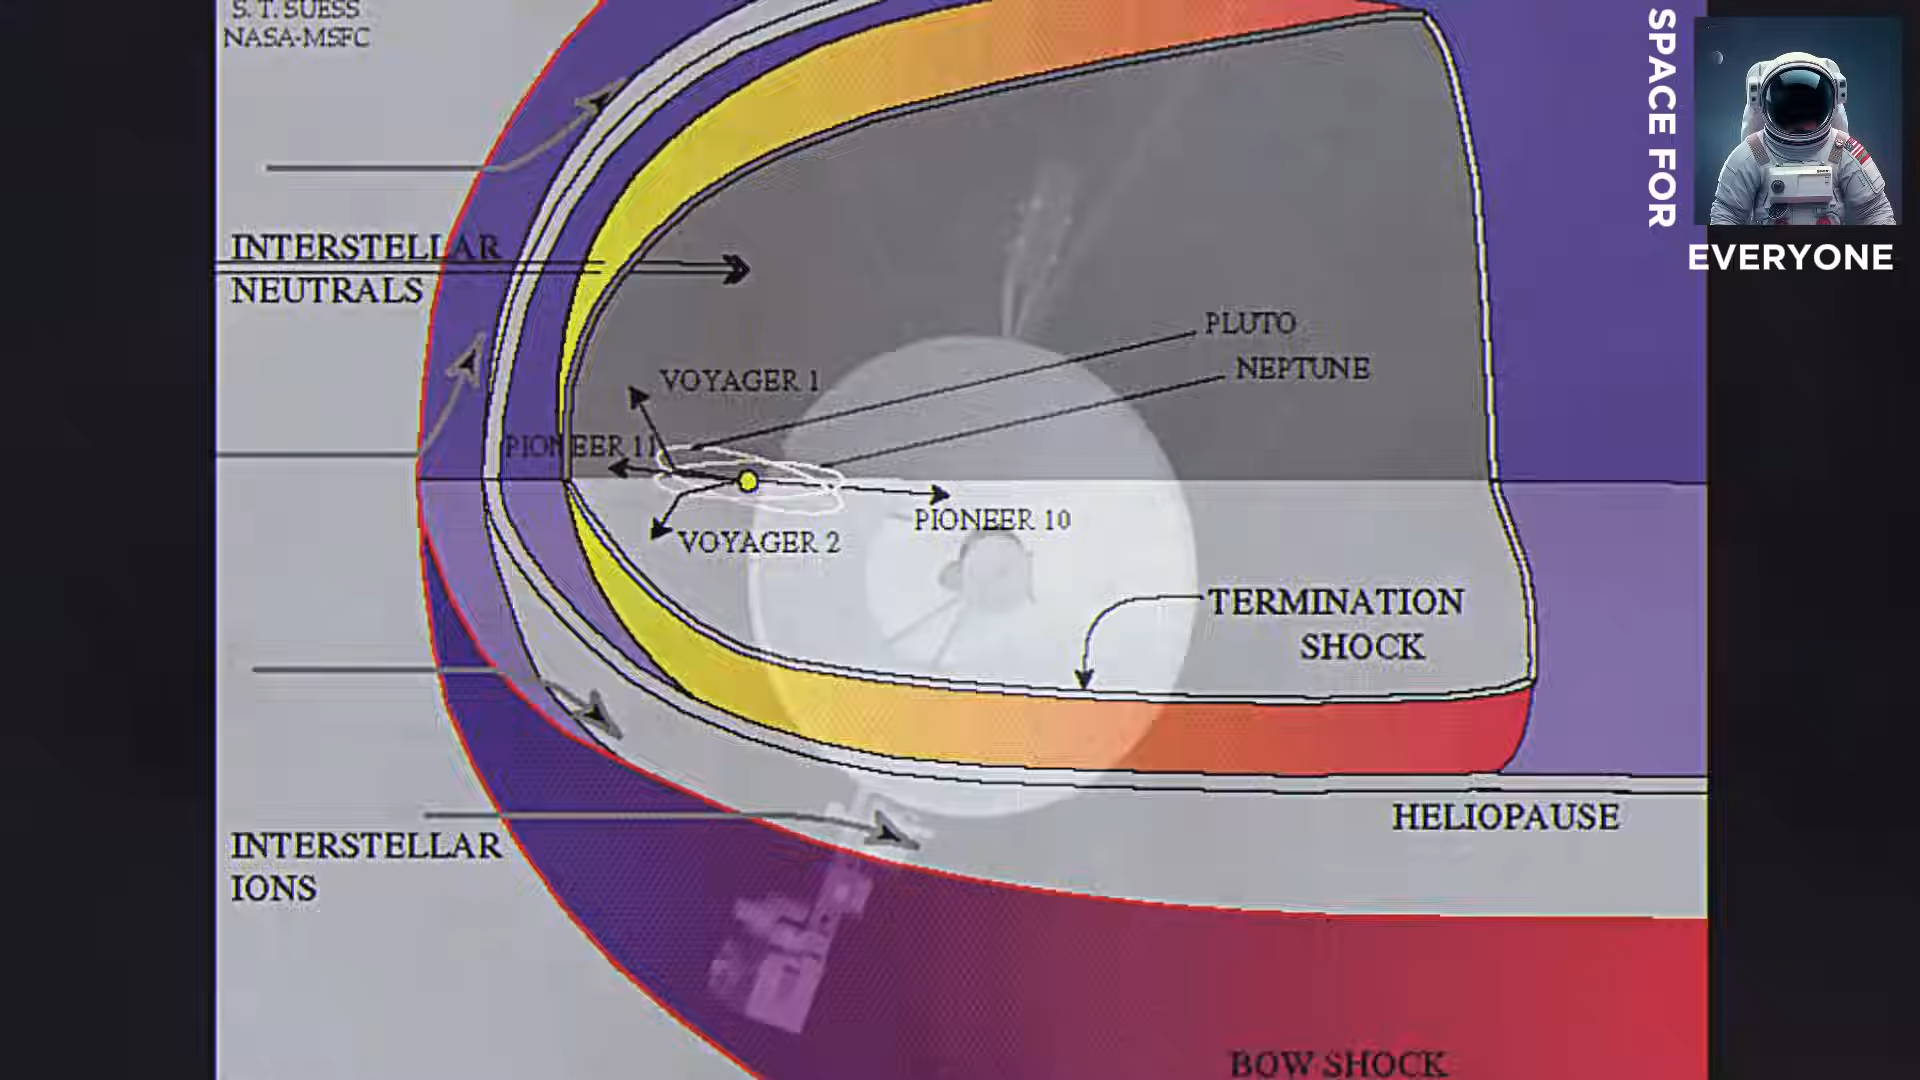 S. T. SUESS
NASA-MSFC
SPACE FOR
EVERYONE
INTERSTELLAR
NEUTRALS
PLUTO
NEPTUNE
VOYAGER 1
PIONEER 11
PIONEER 10
VOYAGER 2
TERMINATION
SHOCK
HELIOPAUSE
INTERSTELLAR
IONS
BOW SHOCK